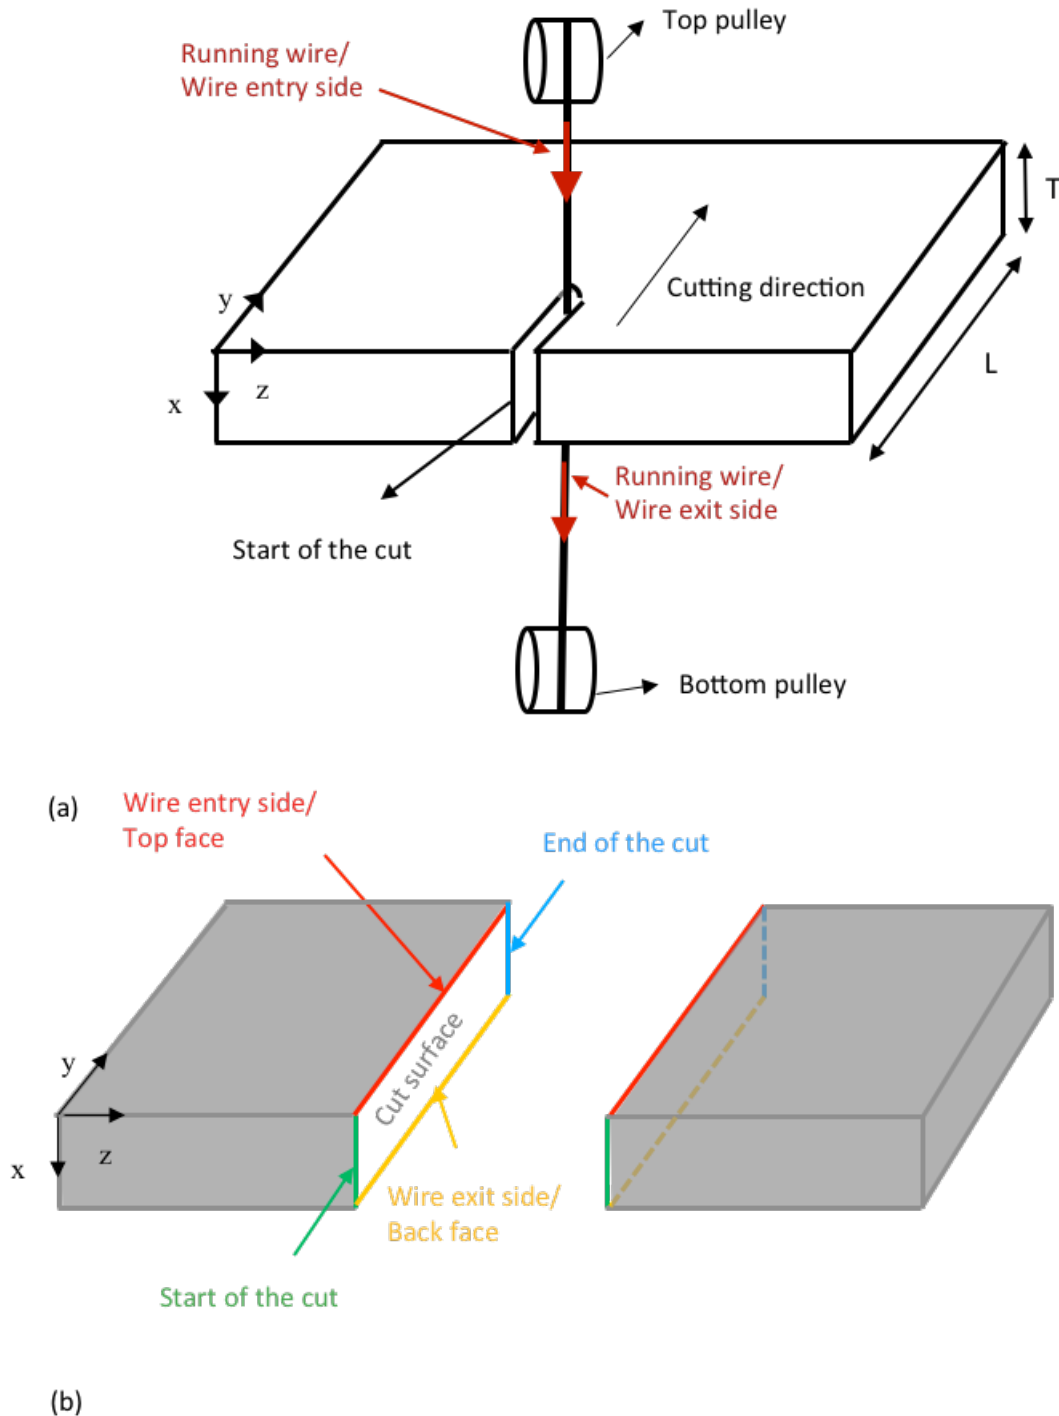 Top pulley
Running wire/
Wire entry side
T
y
Cutting direction
L
x
z
Running wire/
Wire exit side
Start of the cut
Bottom pulley
(a)
Wire entry side/
Top face
End of the cut
Cut surface
y
x
z
Wire exit side/
Back face
Start of the cut
(b)